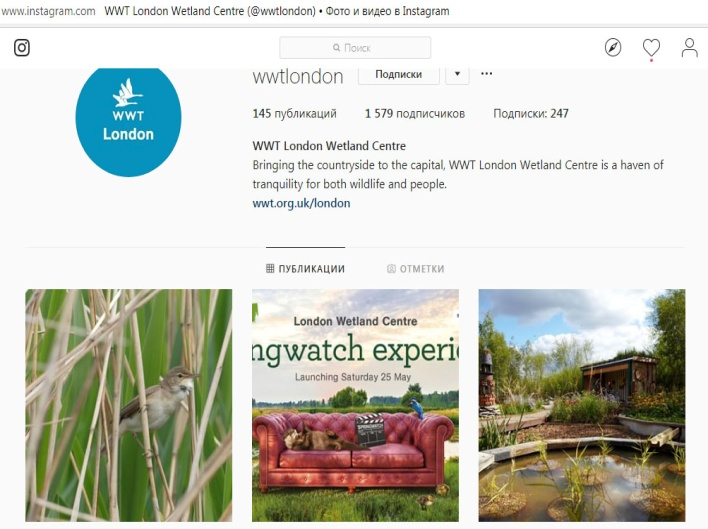 www.instagram.com WWT London Wetland Centre (@wwtlondon) • Фото и видео в Instagram
Поиск
WWT
London
wwtlondon
Подписки
145 публикаций 1 579 подписчиков Подписки: 247
WWT London Wetland Centre
Bringing the countryside to the capital, WWT London Wetland Centre is a haven of
tranquility for both wildlife and people.
wwt.org.uk/london
ПУБЛИКАЦИИ ОТМЕТКИ
London Wetland Centre
ngwatch experi
Launching Saturday 25 May
SPRINGWATCH